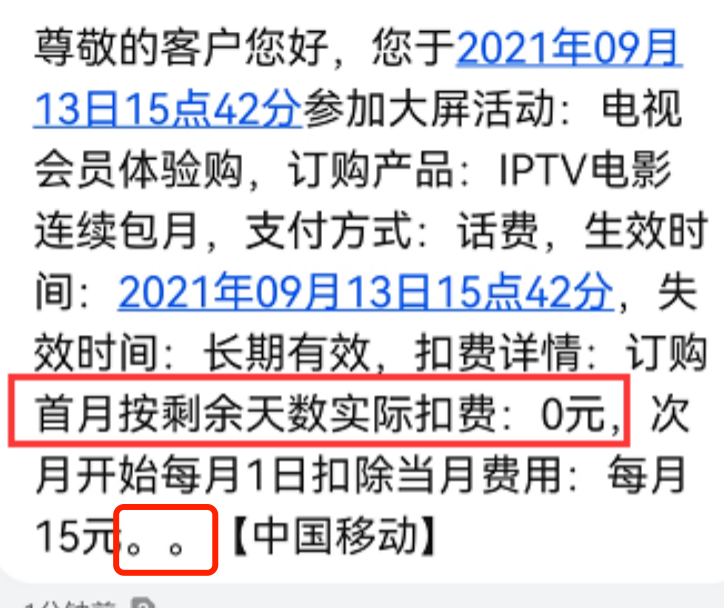 尊敬的客户您好，您于2021年09月
13日15点42分参加大屏活动：电视
会员体验购，订购产品：IPTV电影
连续包月，支付方式：话费，生效时
间：2021年09月13日15点42分，失
效时间：长期有效，扣费详情：订购
首月按剩余天数实际扣费：0元，次
月开始每月1日扣除当月费用：每月
15元。。【中国移动】
1分钟前